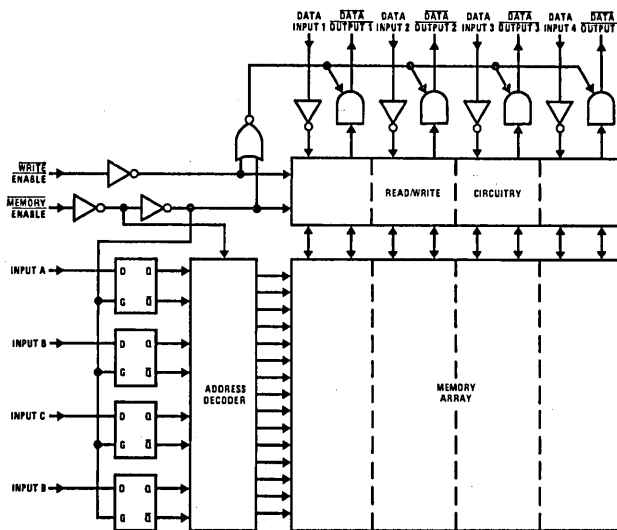 DATA INPUT 1
DATA OUTPUT 1
DATA INPUT 2
DATA OUTPUT 2
DATA INPUT 3
DATA OUTPUT 3
DATA INPUT 4
DATA OUTPUT
WRITE
ENABLE
MEMORY
ENABLE
READ/WRITE CIRCUITRY
INPUT A
D Q
G Q
INPUT B
D Q
G Q
ADDRESS
DECODER
MEMORY
ARRAY
INPUT C
D Q
G Q
INPUT B
D Q
G Q